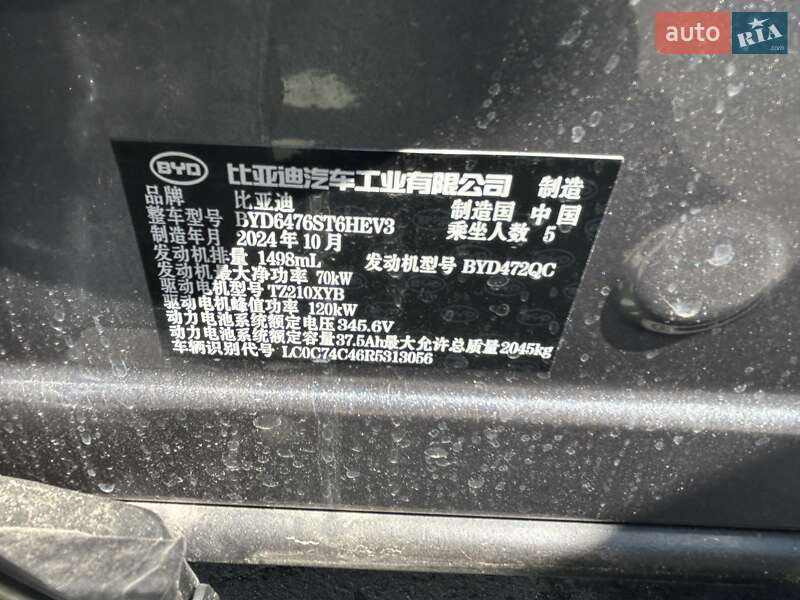 auto RIA .com
BYD 比亚迪汽车工业有限公司 制造
品牌 比亚迪 制造国 中国
整车型号 BYD6476ST6HEV3 乘坐人数 5
制造年月 2024年10月
发动机排量 1498mL 发动机型号 BYD472QC
发动机最大净功率 70kW
驱动电机型号 TZ210XYB
驱动电机峰值功率 120kW
动力电池系统额定电压 345.6V
动力电池系统额定容量 37.5Ah 最大允许总质量 2045kg
车辆识别代号 LC0C74C46R5313056